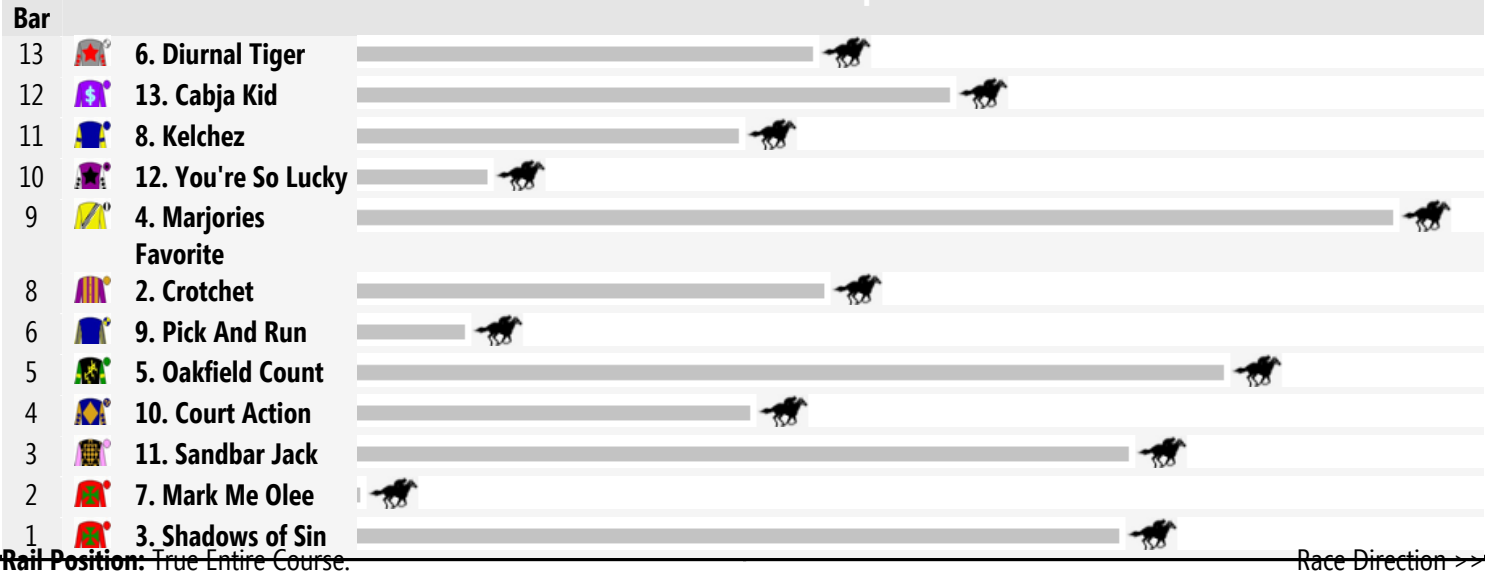 Bar
13 6. Diurnal Tiger
12 $ 13. Cabja Kid
11 8. Kelchez
10 12. You're So Lucky
9 4. Marjories
Favorite
8 2. Crotchet
6 9. Pick And Run
5 5. Oakfield Count
4 10. Court Action
3 11. Sandbar Jack
2 7. Mark Me Olee
1 3. Shadows of Sin
Rail Position: True Entire Course. Race Direction >>